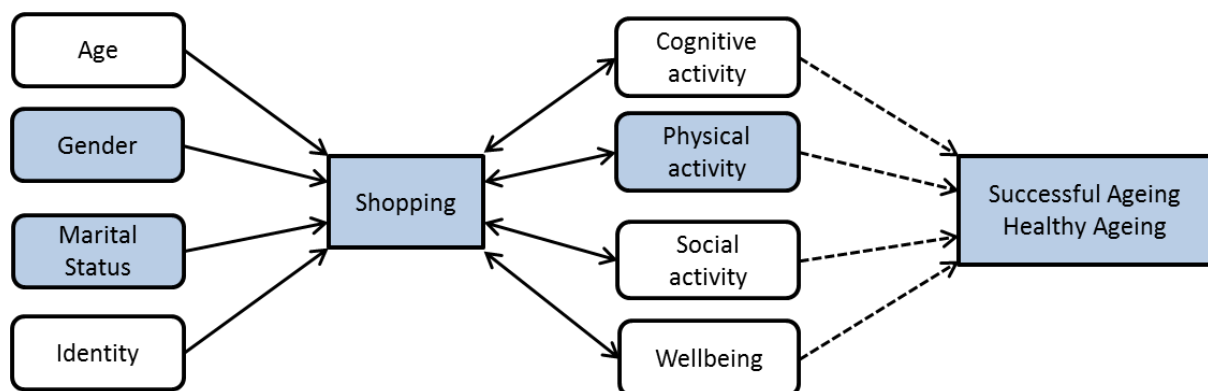 Age
Gender
Marital
Status
Identity
Shopping
Cognitive
activity
Physical
activity
Social
activity
Wellbeing
Successful Ageing
Healthy Ageing